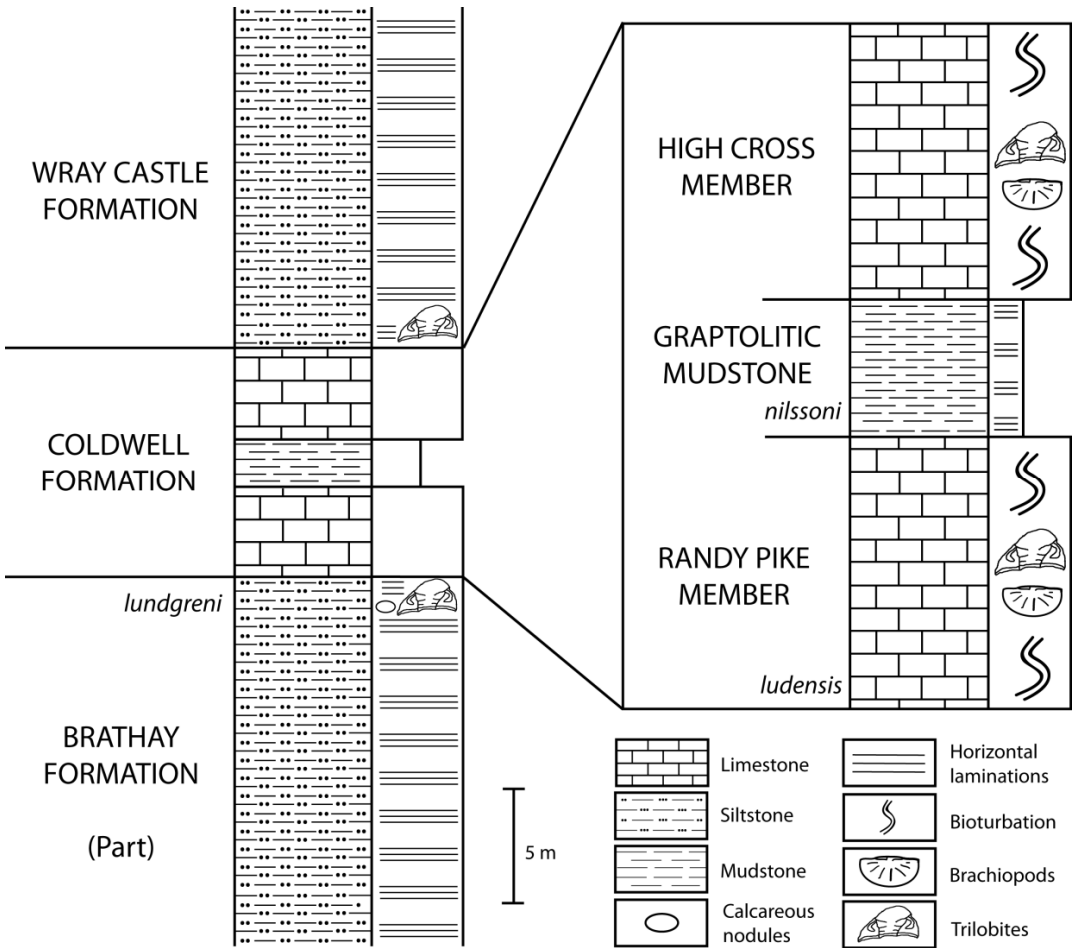 WRAY CASTLE
FORMATION
COLDWELL
FORMATION
lundgreni
BRATHAY
FORMATION
(Part)
5 m
HIGH CROSS
MEMBER
GRAPTOLITIC
MUDSTONE
nilssoni
RANDY PIKE
MEMBER
ludensis
Limestone
Siltstone
Mudstone
Calcareous
nodules
Horizontal
laminations
Bioturbation
Brachiopods
Trilobites